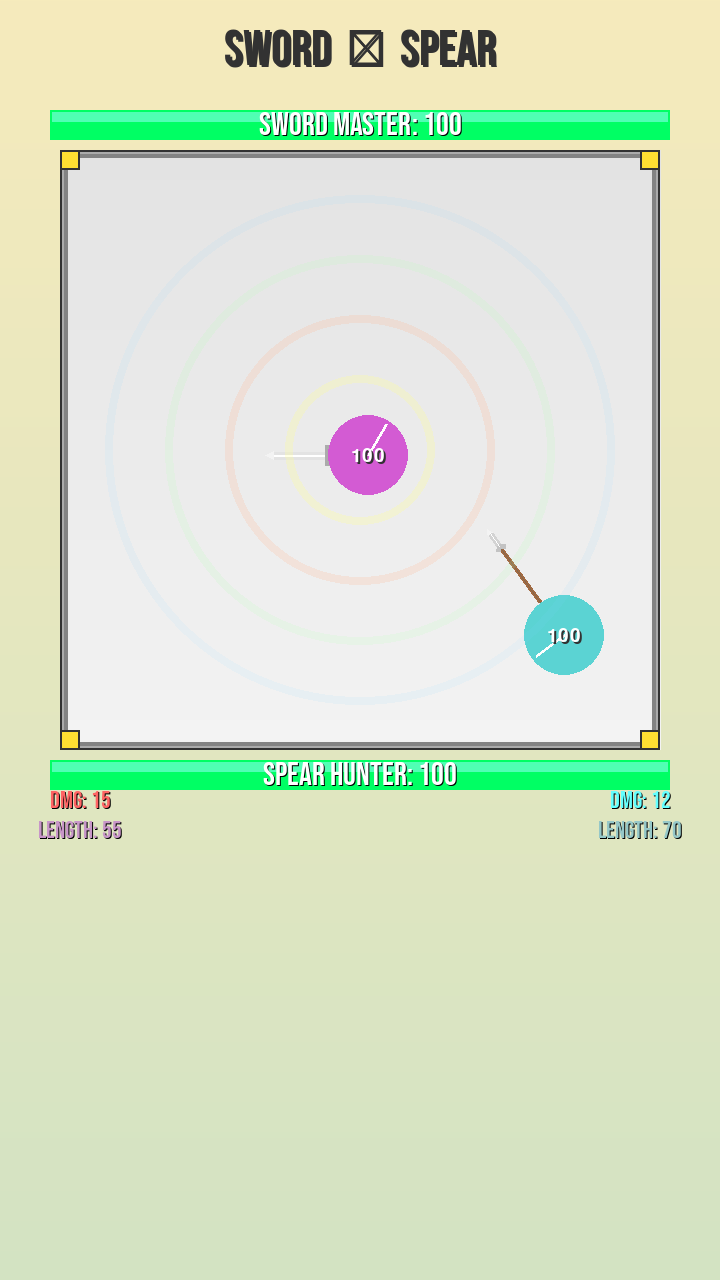 SWORD ☒ SPEAR
SWORD MASTER: 100
100
100
SPEAR HUNTER: 100
DMG: 15
DMG: 12
LENGTH: 55
LENGTH: 70